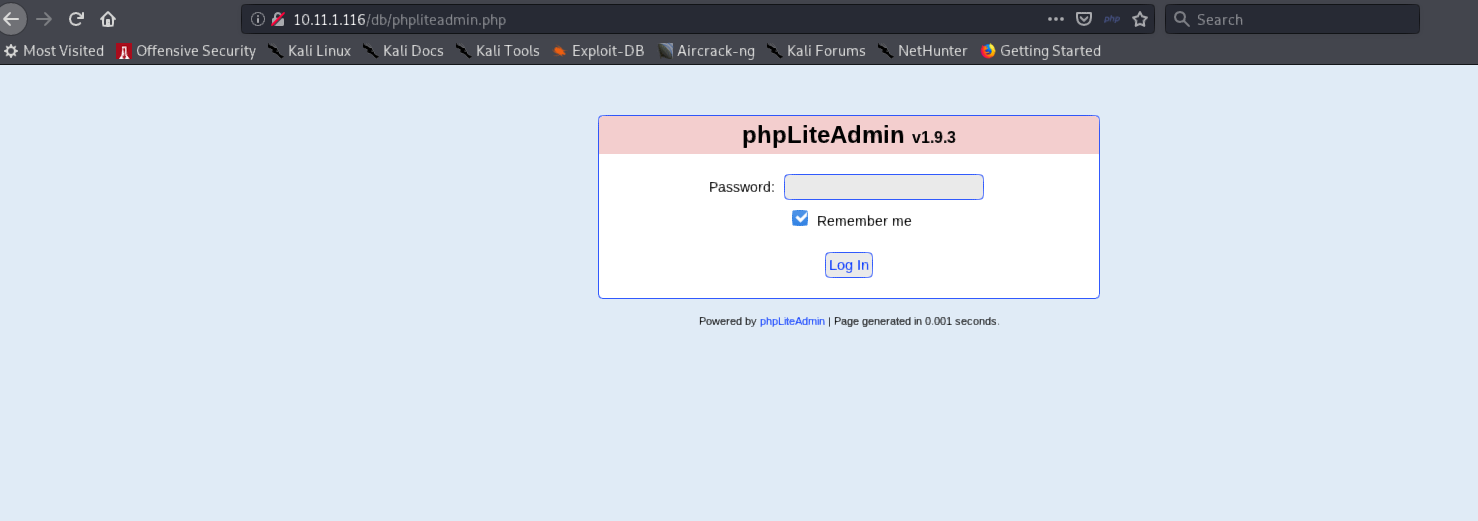 10.11.1.116/db/phpliteadmin.php ••• php Search
Most Visited Offensive Security Kali Linux Kali Docs Kali Tools Exploit-DB Aircrack-ng Kali Forums NetHunter Getting Started
phpLiteAdmin v1.9.3
Password:
Remember me
Log In
Powered by phpLiteAdmin | Page generated in 0.001 seconds.